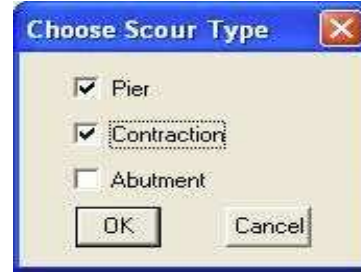 Choose Scour Type
Pier
Contraction
Abutment
OK Cancel